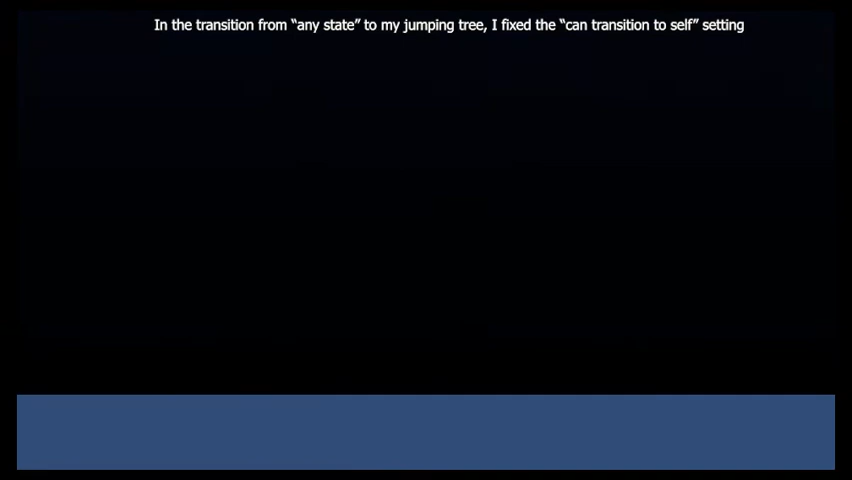 In the transition from “any state” to my jumping tree, I fixed the “can transition to self” setting